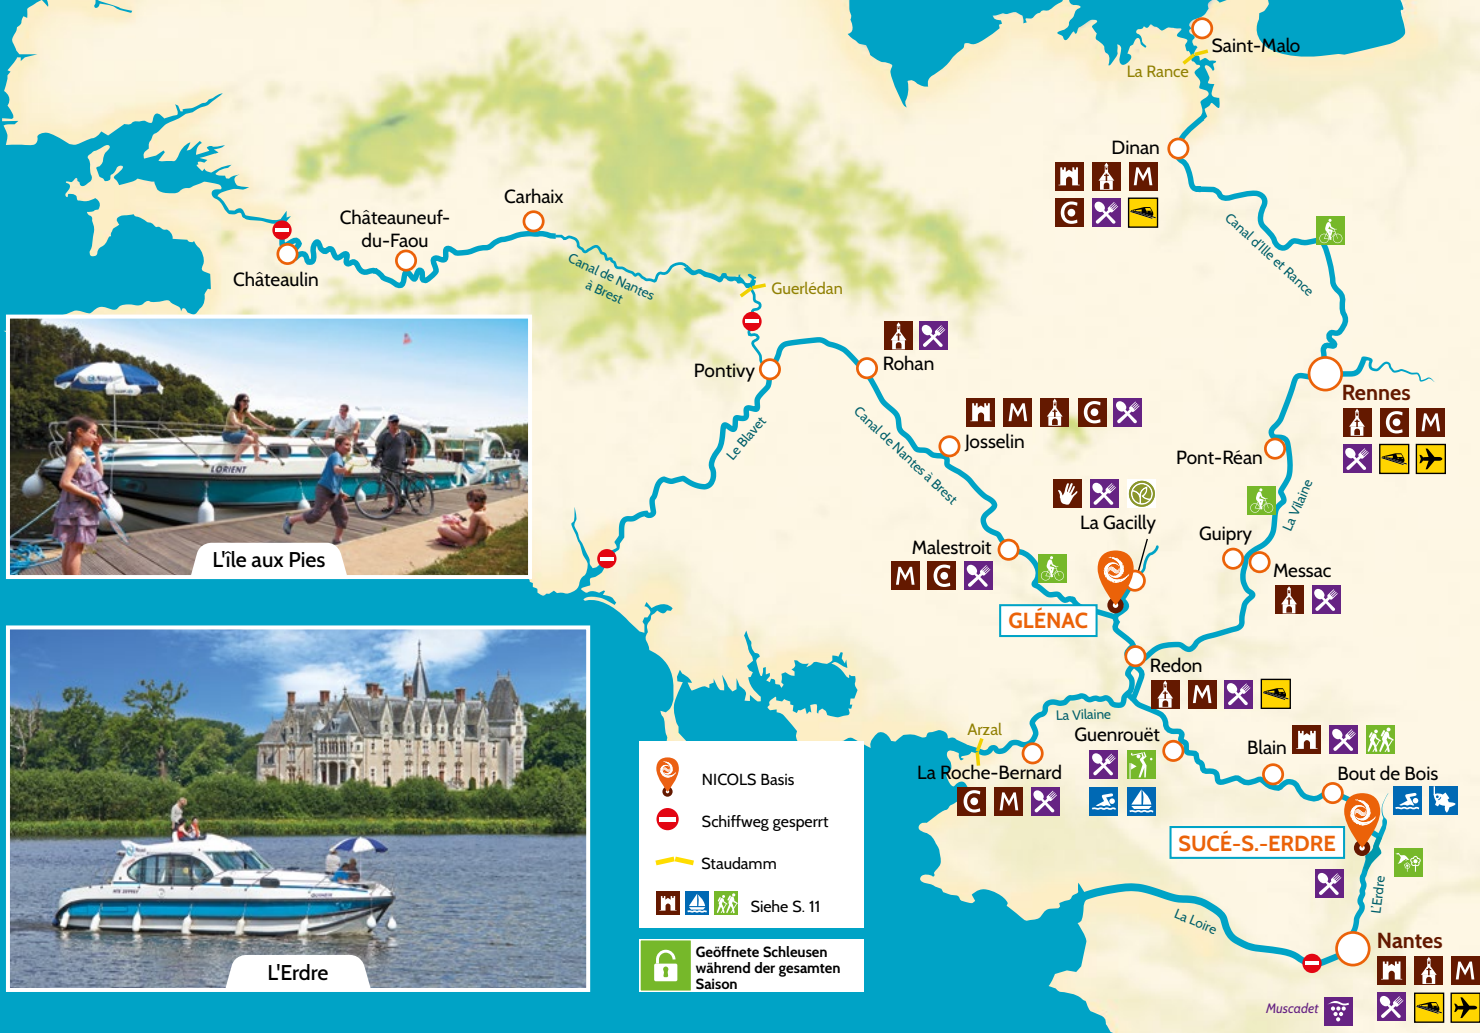 Saint-Malo
La Rance
Dinan
Canal d'Ille et Rance
Carhaix
Châteauneuf-
du-Faou
Châteaulin
Canal de Nantes
à Brest
Guerlédan
Pontivy
Rohan
Le Blavet
Canal de Nantes à Brest
Josselin
Rennes
Pont-Réan
La Vilaine
La Gacilly
Guipry
Messac
Malestroit
GLÉNAC
LORIENT
L'île aux Pies
Redon
La Vilaine
Arzal
Guenrouët
La Roche-Bernard
Blain
Bout de Bois
SUCÉ-S.-ERDRE
L'Erdre
La Loire
Nantes
Muscadet
NICOLS Basis
Schiffweg gesperrt
Staudamm
Siehe S. 11
Geöffnete Schleusen
während der gesamten
Saison
L'Erdre